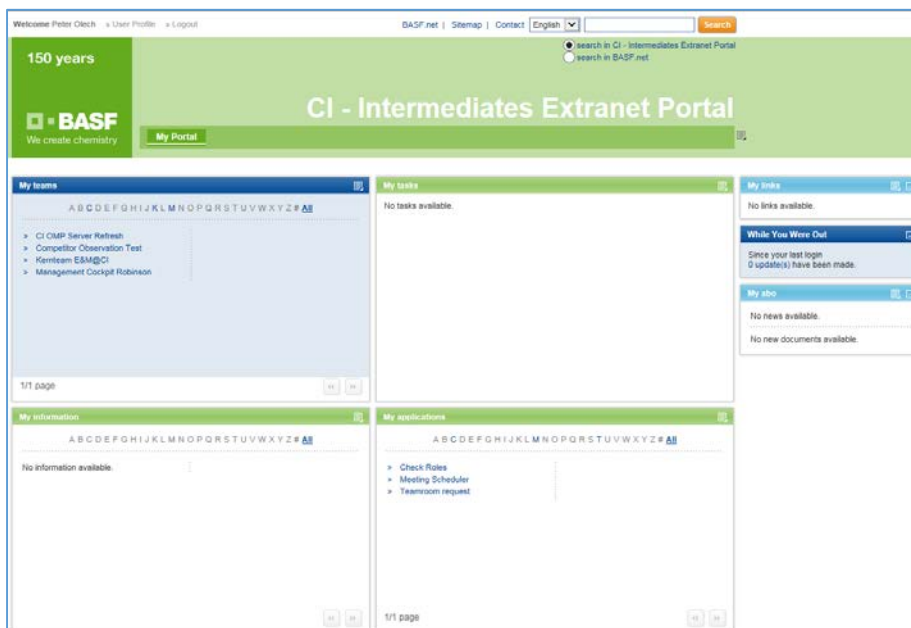 Welcome Peter Olech » User Profile » Logout
BASF.net | Sitemap | Contact English Search
search in CI - Intermediates Extranet Portal
search in BASF.net
150 years
CI - Intermediates Extranet Portal
BASF
We create chemistry
My Portal
My teams
A B C D E F G H I J K L M N O P Q R S T U V W X Y Z # All
» CI OMP Server Refresh
» Competitor Observation Test
» Kernteam E&M@CI
» Management Cockpit Robinson
1/1 page
My tasks
No tasks available.
My links
No links available.
While You Were Out
Since your last login
0 update(s) have been made.
My abo
No news available.
No new documents available.
My information
A B C D E F G H I J K L M N O P Q R S T U V W X Y Z # All
No information available.
My applications
A B C D E F G H I J K L M N O P Q R S T U V W X Y Z # All
» Check Roles
» Meeting Scheduler
» Teamroom request
1/1 page